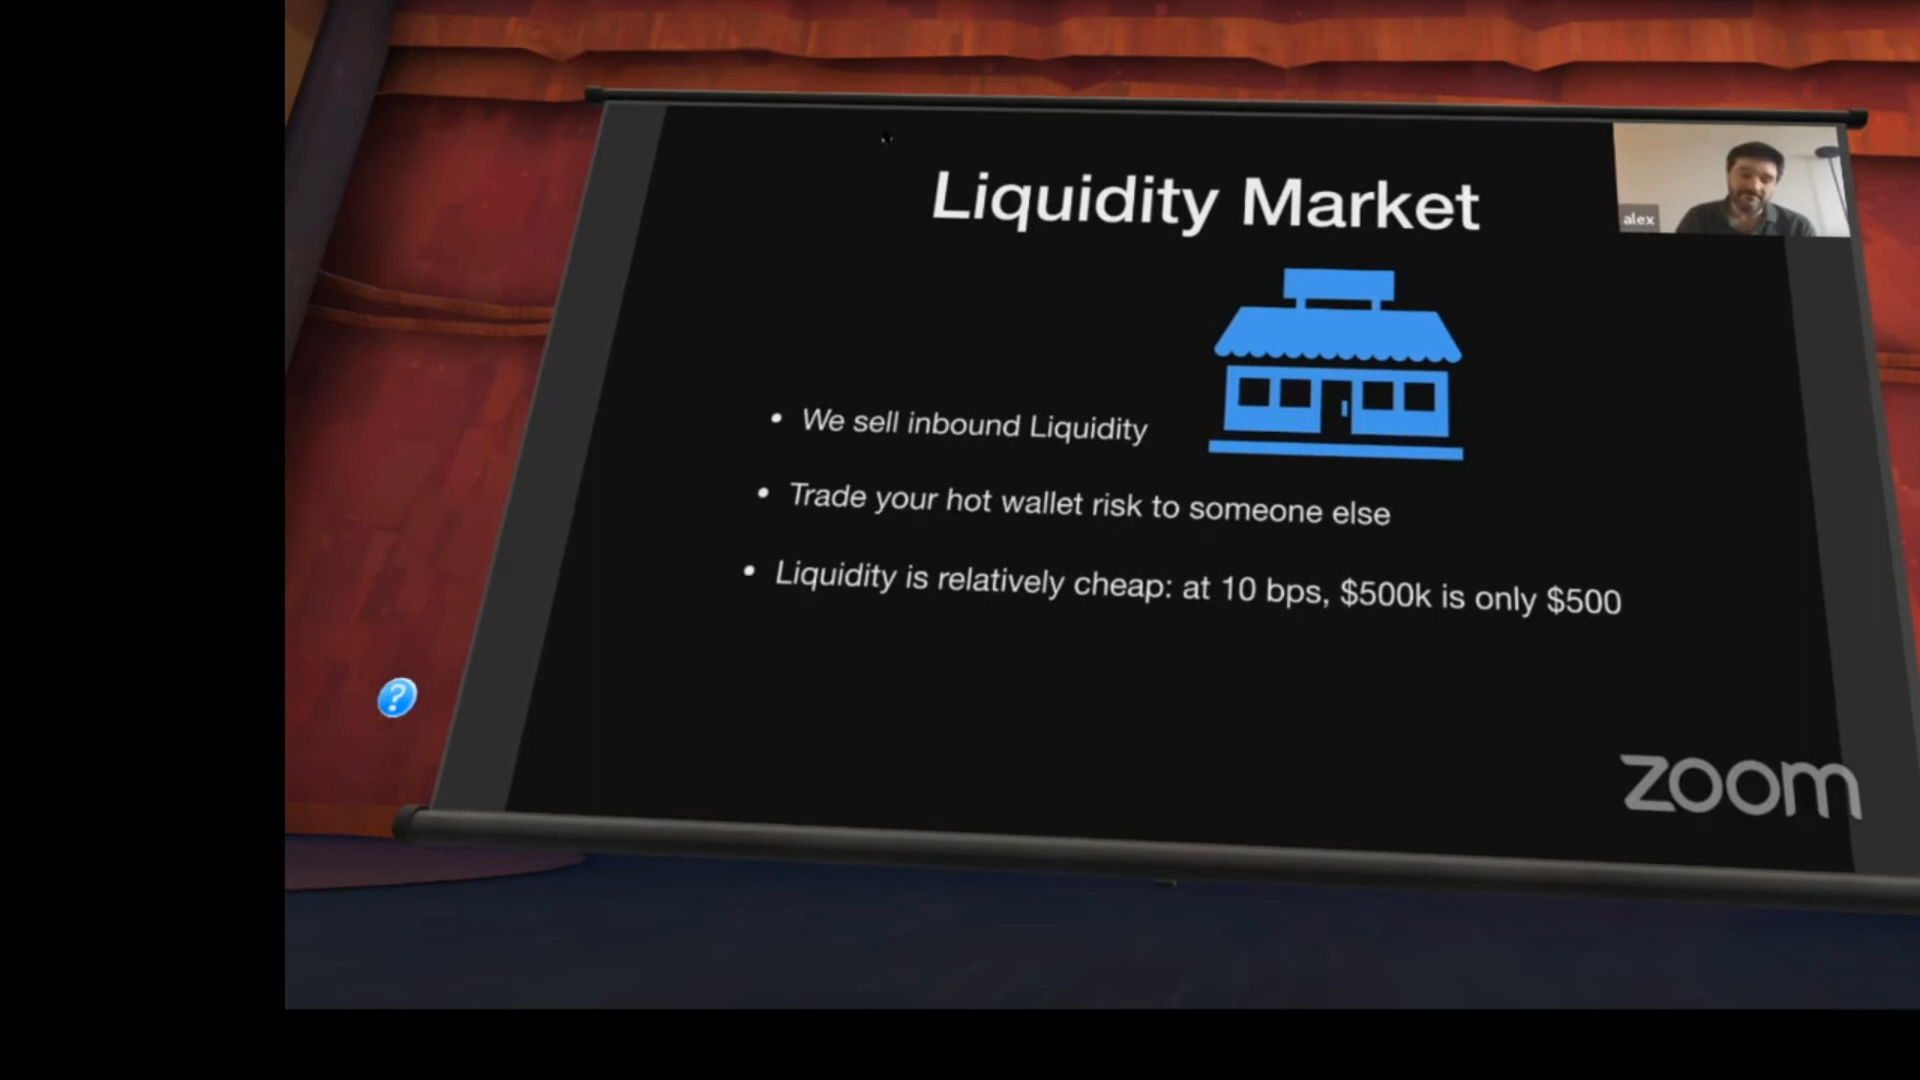 Liquidity Market
alex
• We sell inbound Liquidity
• Trade your hot wallet risk to someone else
• Liquidity is relatively cheap: at 10 bps, $500k is only $500
?
zoom